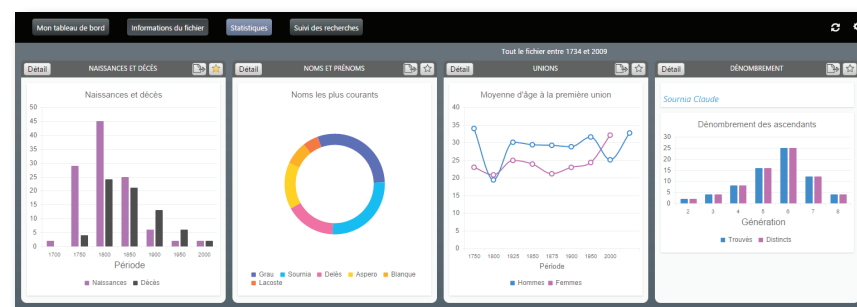 Mon tableau de bord Informations du fichier Statistiques Suivi des recherches
Tout le fichier entre 1734 et 2009
Détail NAISSANCES ET DÉCÈS
Naissances et décès
50
45
40
35
30
25
20
15
10
5
0
1700 1750 1800 1850 1900 1950 2000
Période
Naissances Décès
Détail NOMS ET PRÉNOMS
Noms les plus courants
Grau Sournia Delés Aspero Blanque
Lacoste
Détail UNIONS
Moyenne d'âge à la première union
40
35
30
25
20
15
10
5
0
1750 1800 1825 1850 1875 1900 1925 1950 2000
Période
Hommes Femmes
Détail DÉNOMBREMENT
Sournia Claude
Dénombrement des ascendants
30
25
20
15
10
5
0
2 3 4 5 6 7 8
Génération
Trouvés Distincts